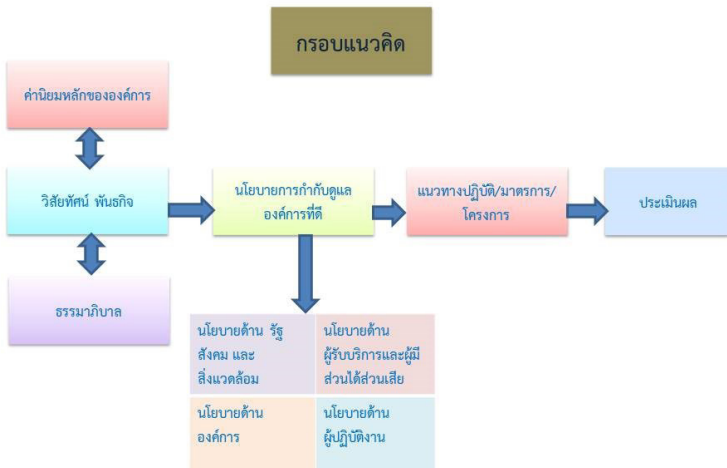 กรอบแนวคิด
ค่านิยมหลักขององค์การ
วิสัยทัศน์ พันธกิจ
ธรรมาภิบาล
นโยบายการกำกับดูแล
องค์การที่ดี
แนวทางปฏิบัติ/มาตรการ/
โครงการ
ประเมินผล
นโยบายด้าน รัฐ
สังคม และ
สิ่งแวดล้อม
นโยบายด้าน
ผู้รับบริการและผู้มี
ส่วนได้ส่วนเสีย
นโยบายด้าน
องค์การ
นโยบายด้าน
ผู้ปฏิบัติงาน